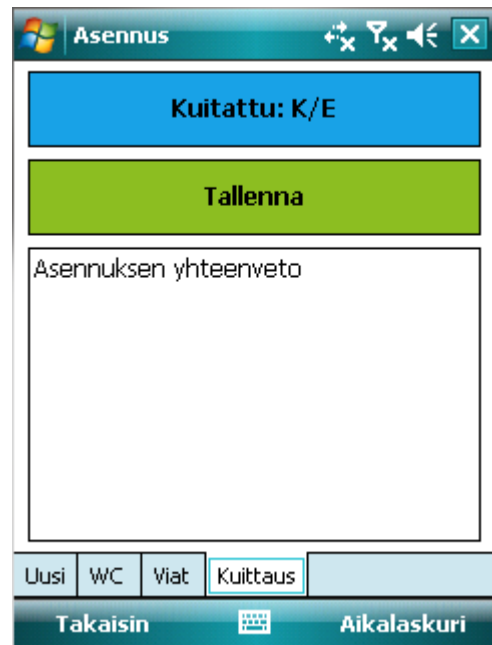 Asennus
Kuitattu: K/E
Tallenna
Asennuksen yhteenveto
Uusi WC Viat Kuittaus
Takaisin Aikalaskuri